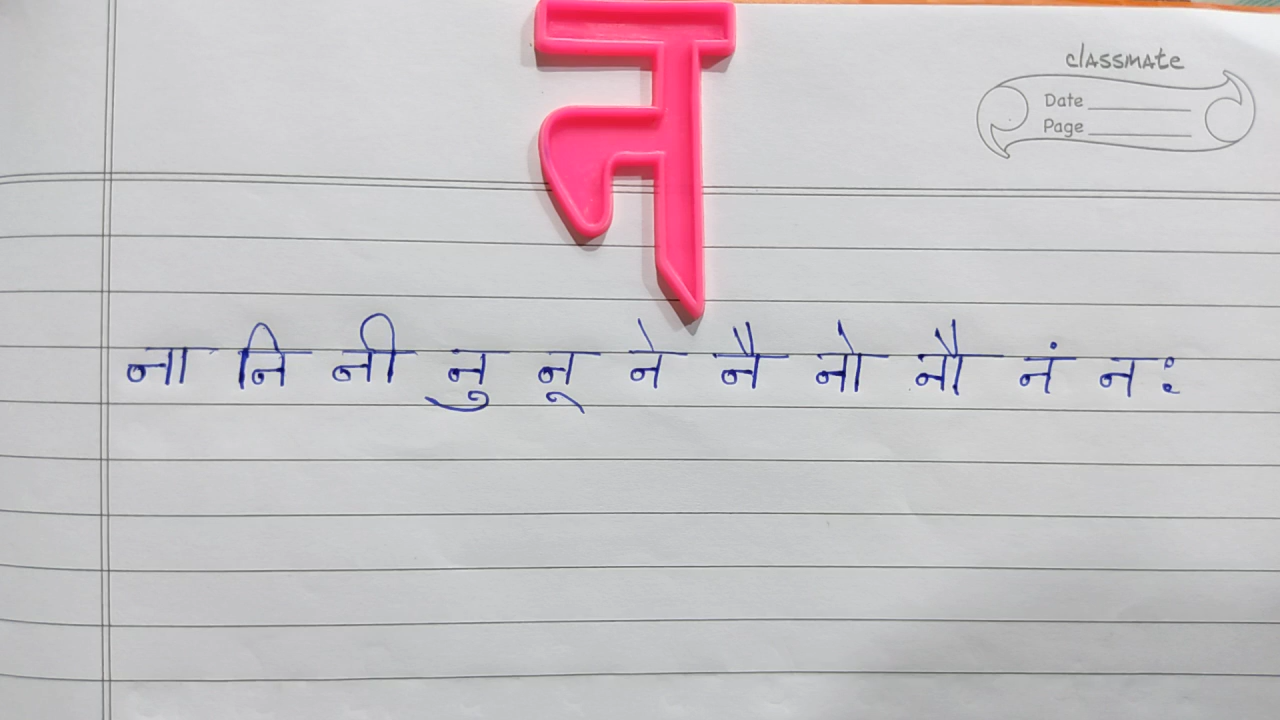 न
classmate
Date
Page
ना नि नी नु नू ने नै नो नौ नं नः